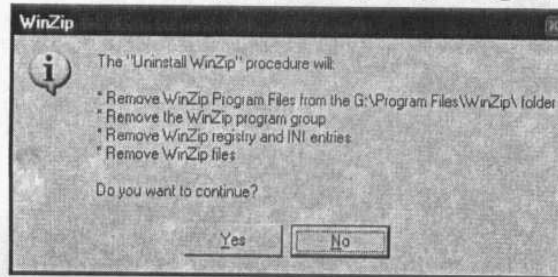 WinZip
The "Uninstall WinZip" procedure will:
* Remove WinZip Program Files from the G:\Program Files\WinZip\ folder
* Remove the WinZip program group
* Remove WinZip registry and INI entries
* Remove WinZip files
Do you want to continue?
Yes No